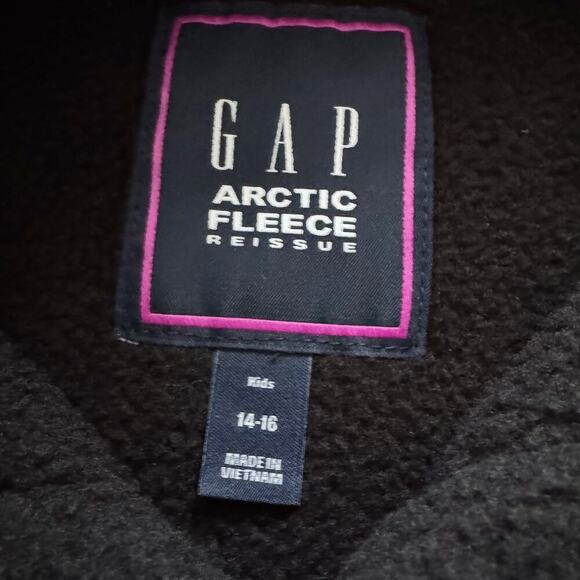 GAP
ARCTIC
FLEECE
REISSUE
Kids
14-16
MADE IN
VIETNAM